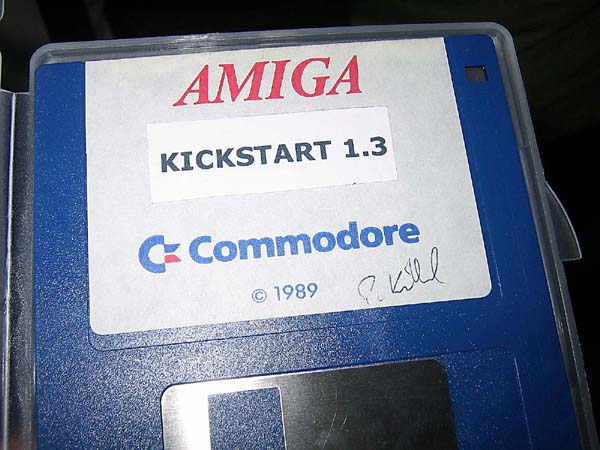 AMIGA
KICKSTART 1.3
Commodore
© 1989